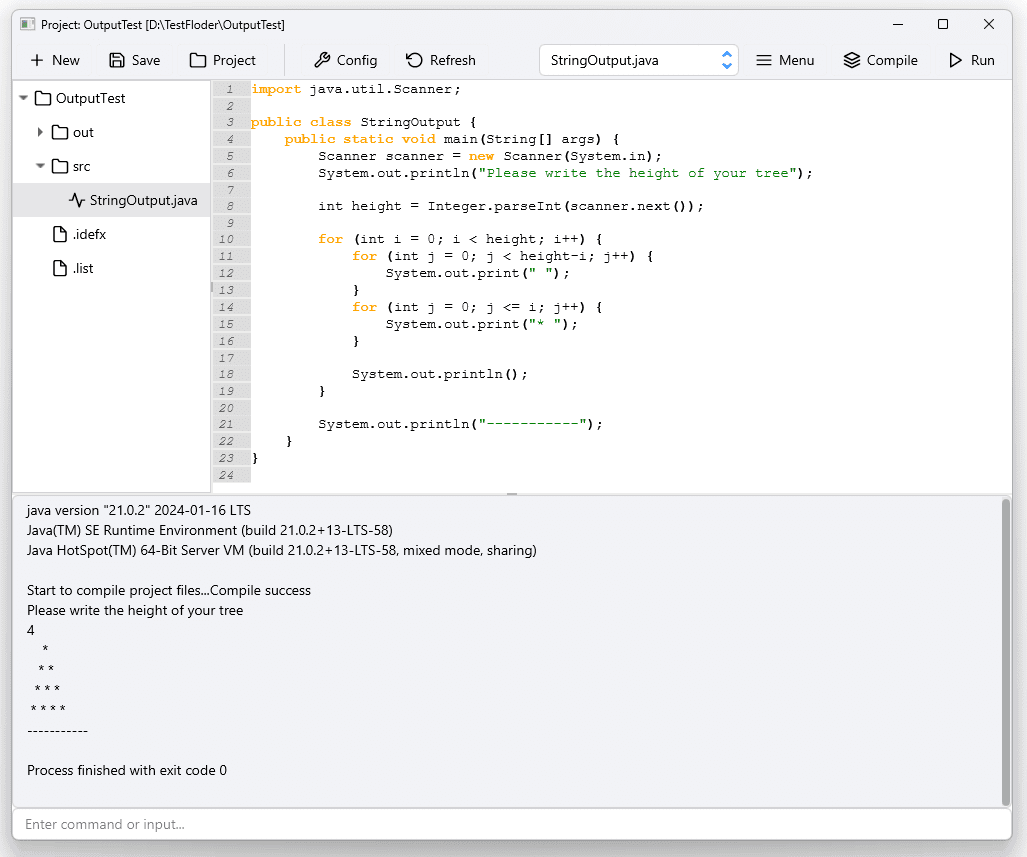 Project: OutputTest [D:\TestFloder\OutputTest]
New Save Project Config Refresh StringOutput.java Menu Compile Run
OutputTest
out
src
StringOutput.java
.idefx
.list
1 import java.util.Scanner;
2
3 public class StringOutput {
4     public static void main(String[] args) {
5         Scanner scanner = new Scanner(System.in);
6         System.out.println("Please write the height of your tree");
7
8         int height = Integer.parseInt(scanner.next());
9
10         for (int i = 0; i < height; i++) {
11             for (int j = 0; j < height-i; j++) {
12                 System.out.print(" ");
13             }
14             for (int j = 0; j <= i; j++) {
15                 System.out.print("* ");
16             }
17
18             System.out.println();
19         }
20
21         System.out.println("-----------");
22     }
23 }
24
java version "21.0.2" 2024-01-16 LTS
Java(TM) SE Runtime Environment (build 21.0.2+13-LTS-58)
Java HotSpot(TM) 64-Bit Server VM (build 21.0.2+13-LTS-58, mixed mode, sharing)
Start to compile project files...Compile success
Please write the height of your tree
4
    *
   * *
  * * *
 * * * *
-----------
Process finished with exit code 0
Enter command or input...